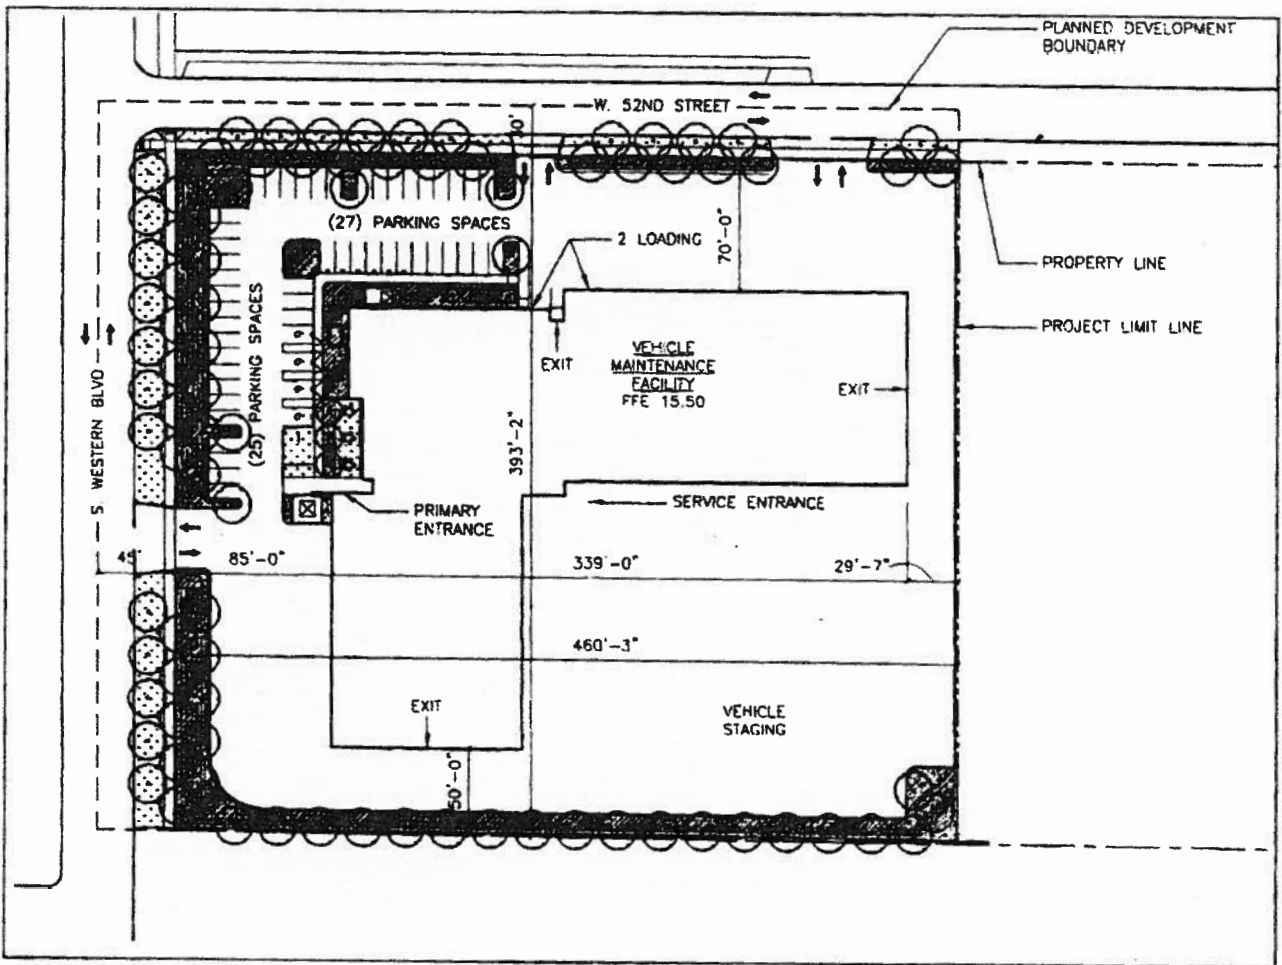 PLANNED DEVELOPMENT
BOUNDARY
W. 52ND STREET
(27) PARKING SPACES
2 LOADING
70'-0"
PROPERTY LINE
PROJECT LIMIT LINE
S. WESTERN BLVD
(25) PARKING SPACES
EXIT
VEHICLE
MAINTENANCE
FACILITY
FFE 15.50
EXIT
393'-2"
PRIMARY
ENTRANCE
SERVICE ENTRANCE
45'
85'-0"
339'-0"
29'-7"
460'-3"
EXIT
VEHICLE
STAGING
50'-0"